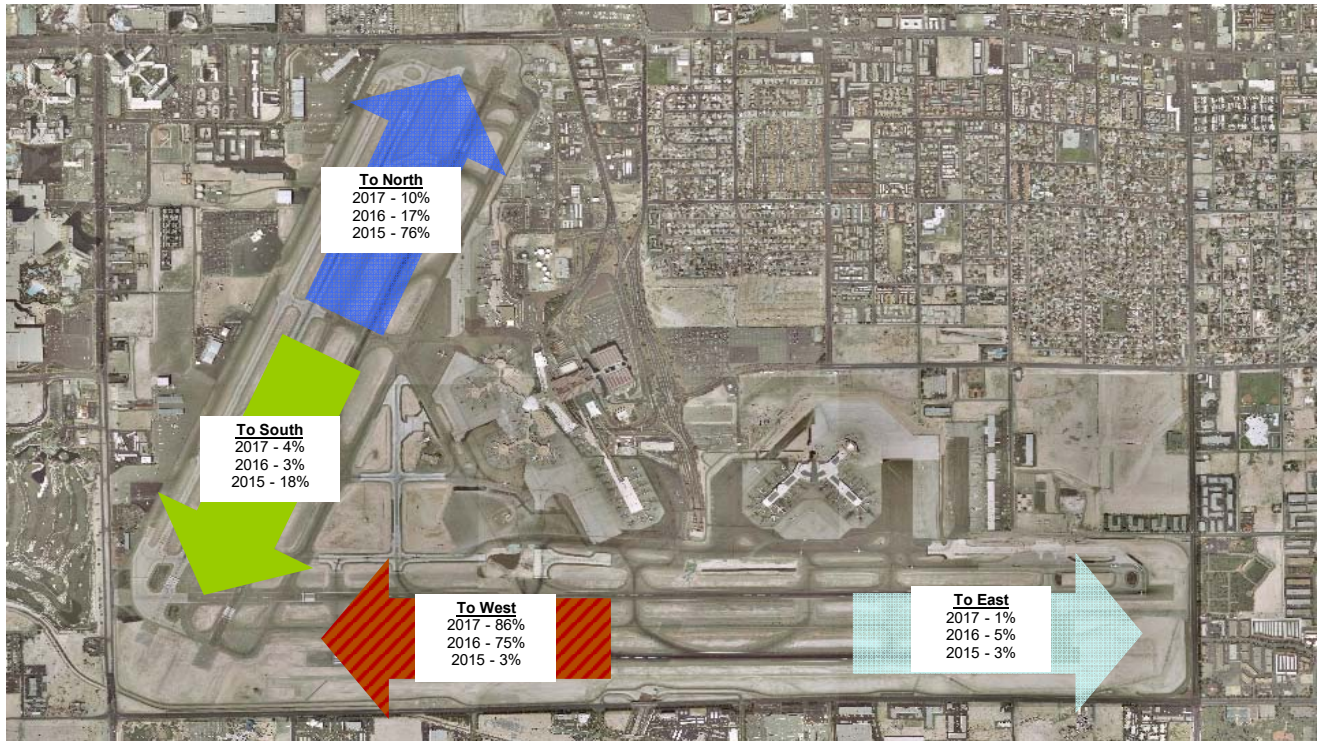 To North
2017 - 10%
2016 - 17%
2015 - 76%
To South
2017 - 4%
2016 - 3%
2015 - 18%
To West
2017 - 86%
2016 - 75%
2015 - 3%
To East
2017 - 1%
2016 - 5%
2015 - 3%